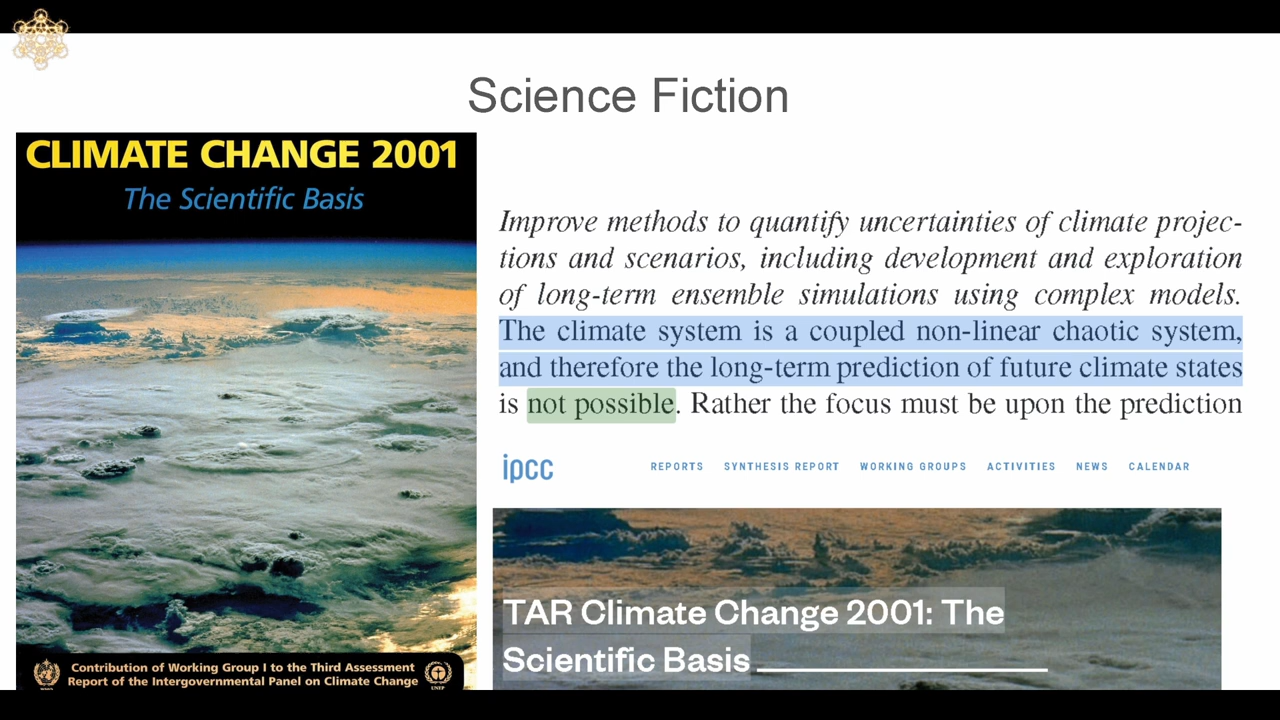 Science Fiction
CLIMATE CHANGE 2001
The Scientific Basis
Contribution of Working Group I to the Third Assessment
Report of the Intergovernmental Panel on Climate Change
UNEP
Improve methods to quantify uncertainties of climate projec-
tions and scenarios, including development and exploration
of long-term ensemble simulations using complex models.
The climate system is a coupled non-linear chaotic system,
and therefore the long-term prediction of future climate states
is not possible. Rather the focus must be upon the prediction
ipcc
REPORTS SYNTHESIS REPORT WORKING GROUPS ACTIVITIES NEWS CALENDAR
TAR Climate Change 2001: The
Scientific Basis